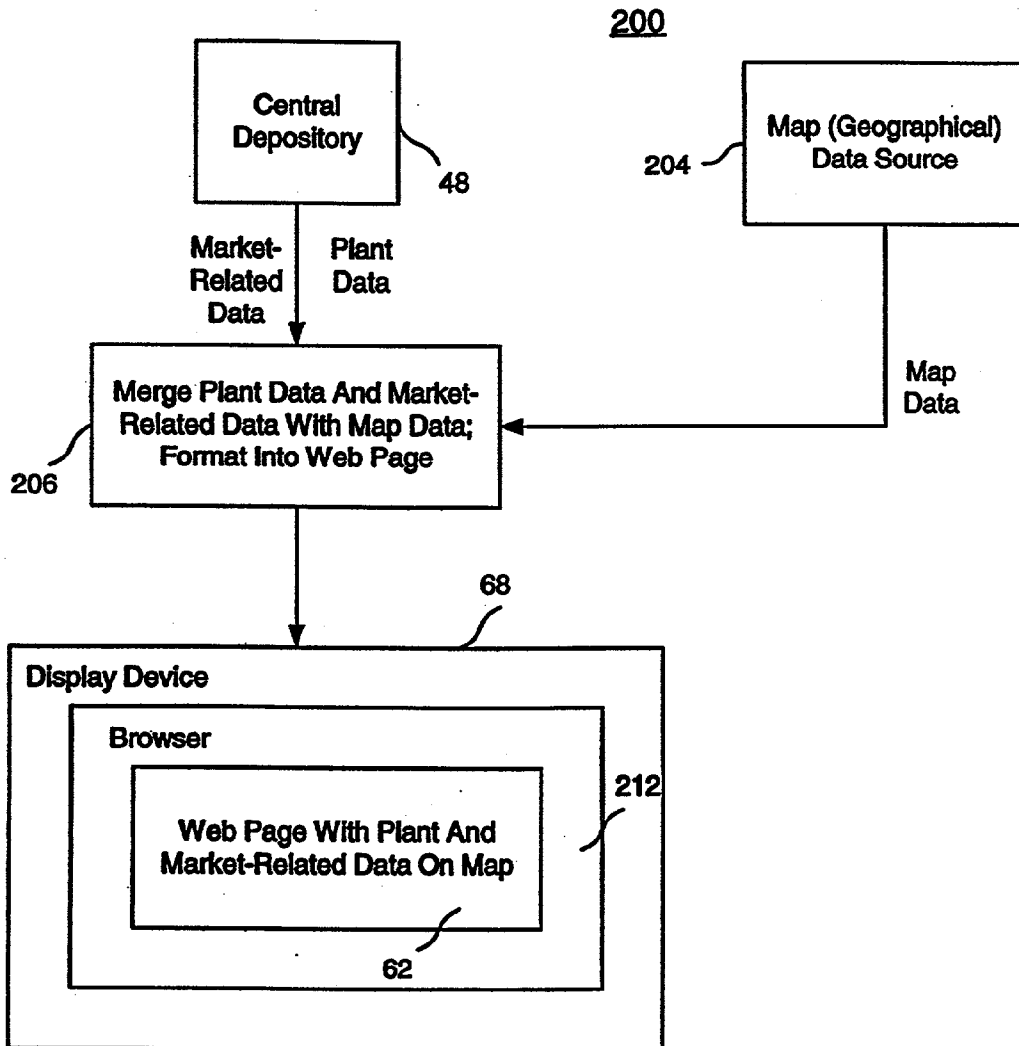 200
Central
Depository
48
Map (Geographical)
Data Source
204
Market-
Related
Data
Plant
Data
Map
Data
Merge Plant Data And Market-
Related Data With Map Data;
Format Into Web Page
206
68
Display Device
Browser
212
Web Page With Plant And
Market-Related Data On Map
62